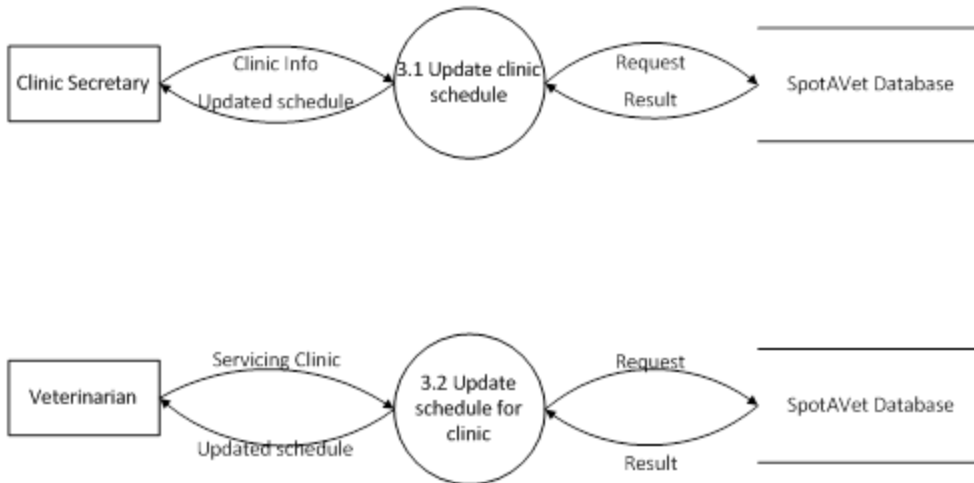 Clinic Secretary
Clinic Info
Updated schedule
3.1 Update clinic
schedule
Request
Result
SpotAVet Database
Veterinarian
Servicing Clinic
Updated schedule
3.2 Update
schedule for
clinic
Request
Result
SpotAVet Database